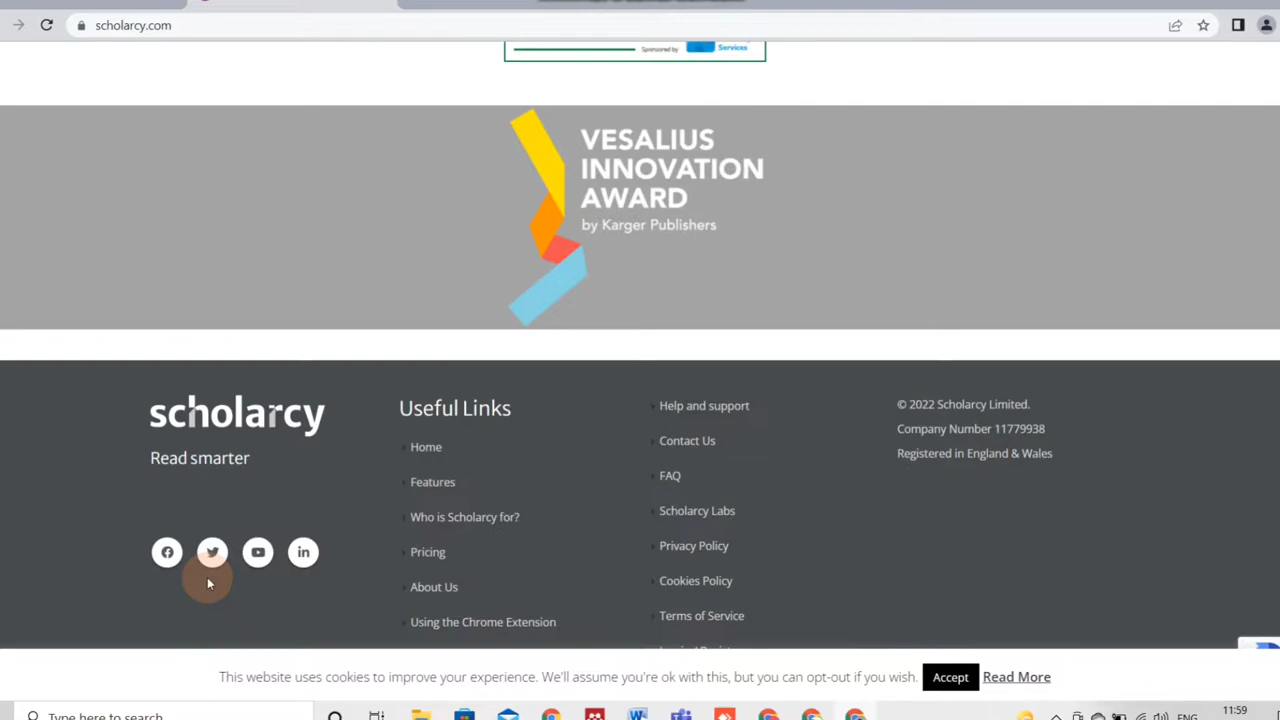 scholarcy.com
Sponsored by
Services
VESALIUS
INNOVATION
AWARD
by Karger Publishers
scholarcy
Read smarter
Useful Links
Home
Features
Who is Scholarcy for?
Pricing
About Us
Using the Chrome Extension
Help and support
Contact Us
FAQ
Scholarcy Labs
Privacy Policy
Cookies Policy
Terms of Service
© 2022 Scholarcy Limited.
Company Number 11779938
Registered in England & Wales
This website uses cookies to improve your experience. We'll assume you're ok with this, but you can opt-out if you wish.
Accept
Read More
Type here to search
ENG
11:59